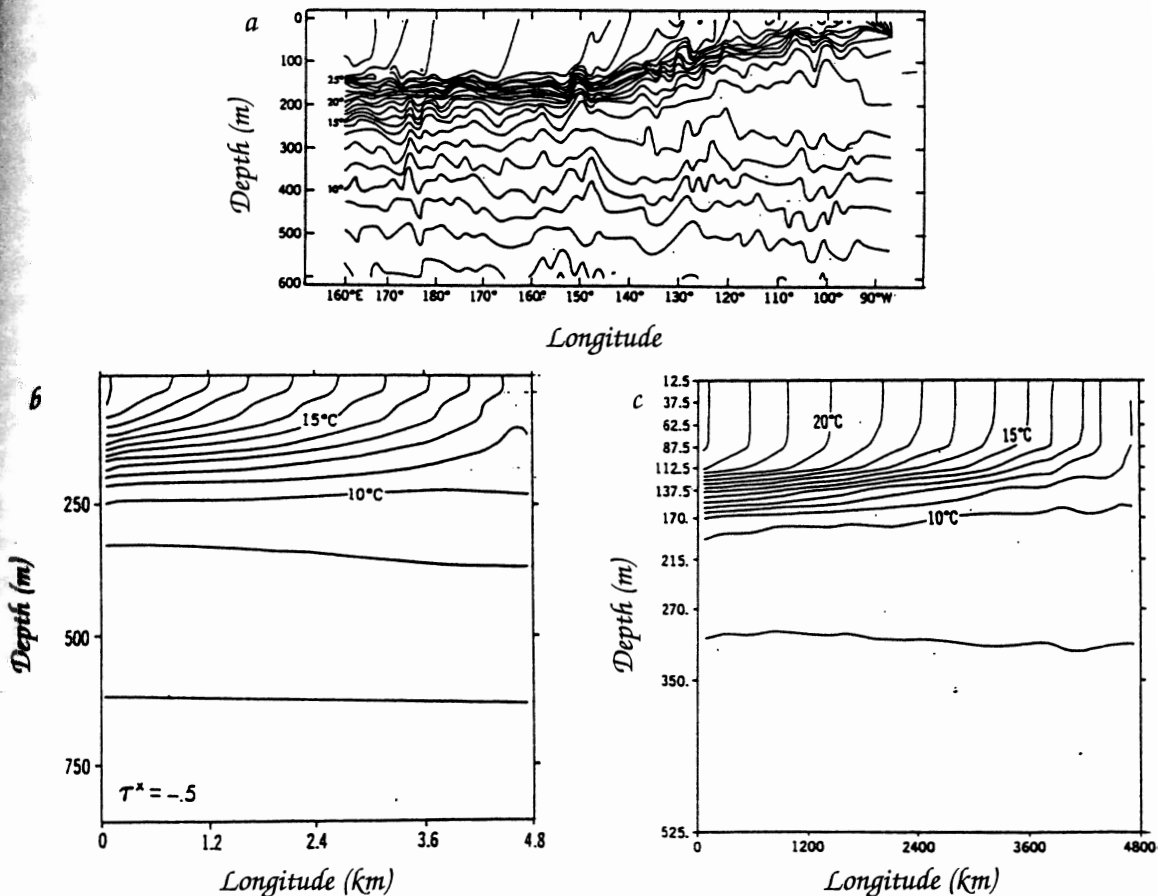 a
0
100
200
300
400
500
600
Depth (m)
25°
20°
15°
10°
160°E 170° 180° 170° 160° 150° 140° 130° 120° 110° 100° 90°W
Longitude
b
15°C
10°C
250
500
750
Depth (m)
τˣ = -.5
0 1.2 2.4 3.6 4.8
Longitude (km)
c
12.5
37.5
62.5
87.5
112.5
137.5
170.
215.
270.
350.
525.
Depth (m)
20°C
15°C
10°C
0 1200 2400 3600 4800
Longitude (km)